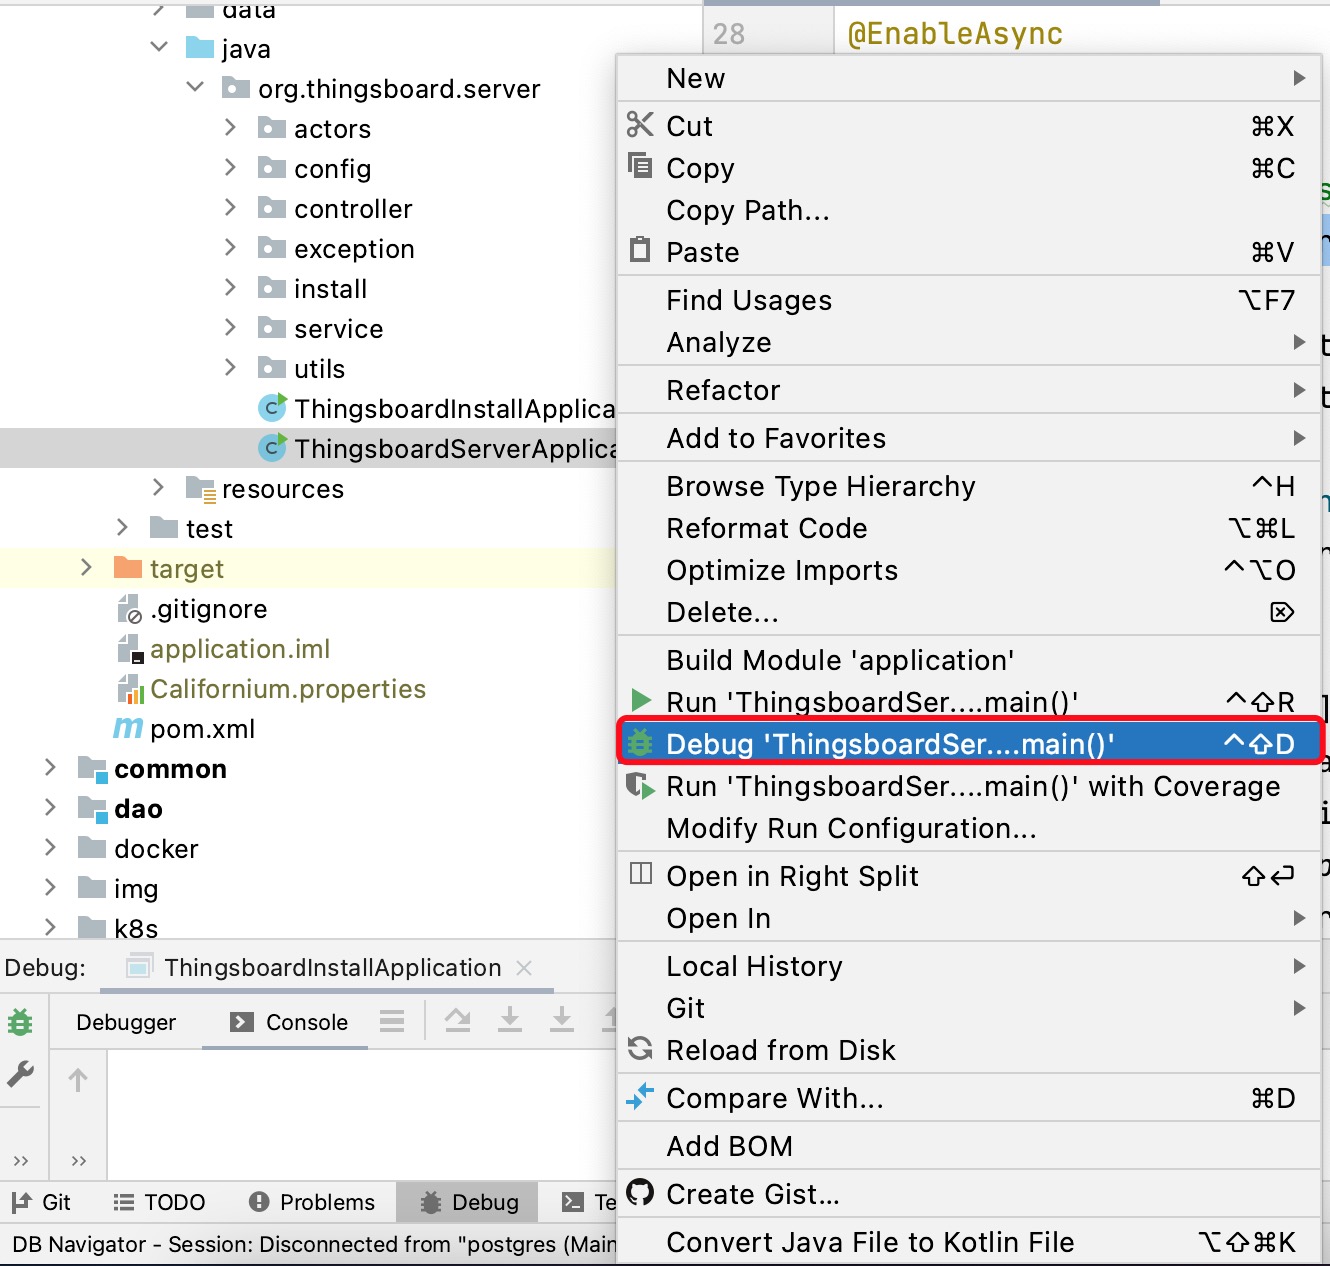 data
java
org.thingsboard.server
actors
config
controller
exception
install
service
utils
ThingsboardInstallApplica
ThingsboardServerApplica
resources
test
target
.gitignore
application.iml
Californium.properties
pom.xml
common
dao
docker
img
k8s
28 @EnableAsync
New
Cut ⌘X
Copy ⌘C
Copy Path...
Paste ⌘V
Find Usages ⌥F7
Analyze
Refactor
Add to Favorites
Browse Type Hierarchy ^H
Reformat Code ⌥⌘L
Optimize Imports ^⌥O
Delete... ⌦
Build Module 'application'
Run 'ThingsboardSer....main()' ^⇧R
Debug 'ThingsboardSer....main()' ^⇧D
Run 'ThingsboardSer....main()' with Coverage
Modify Run Configuration...
Open in Right Split ⇧⏎
Open In
Local History
Git
Reload from Disk
Compare With... ⌘D
Add BOM
Create Gist...
Convert Java File to Kotlin File ⌥⇧⌘K
Debug: ThingsboardInstallApplication
Debugger Console
Git TODO Problems Debug Te
DB Navigator - Session: Disconnected from "postgres (Main